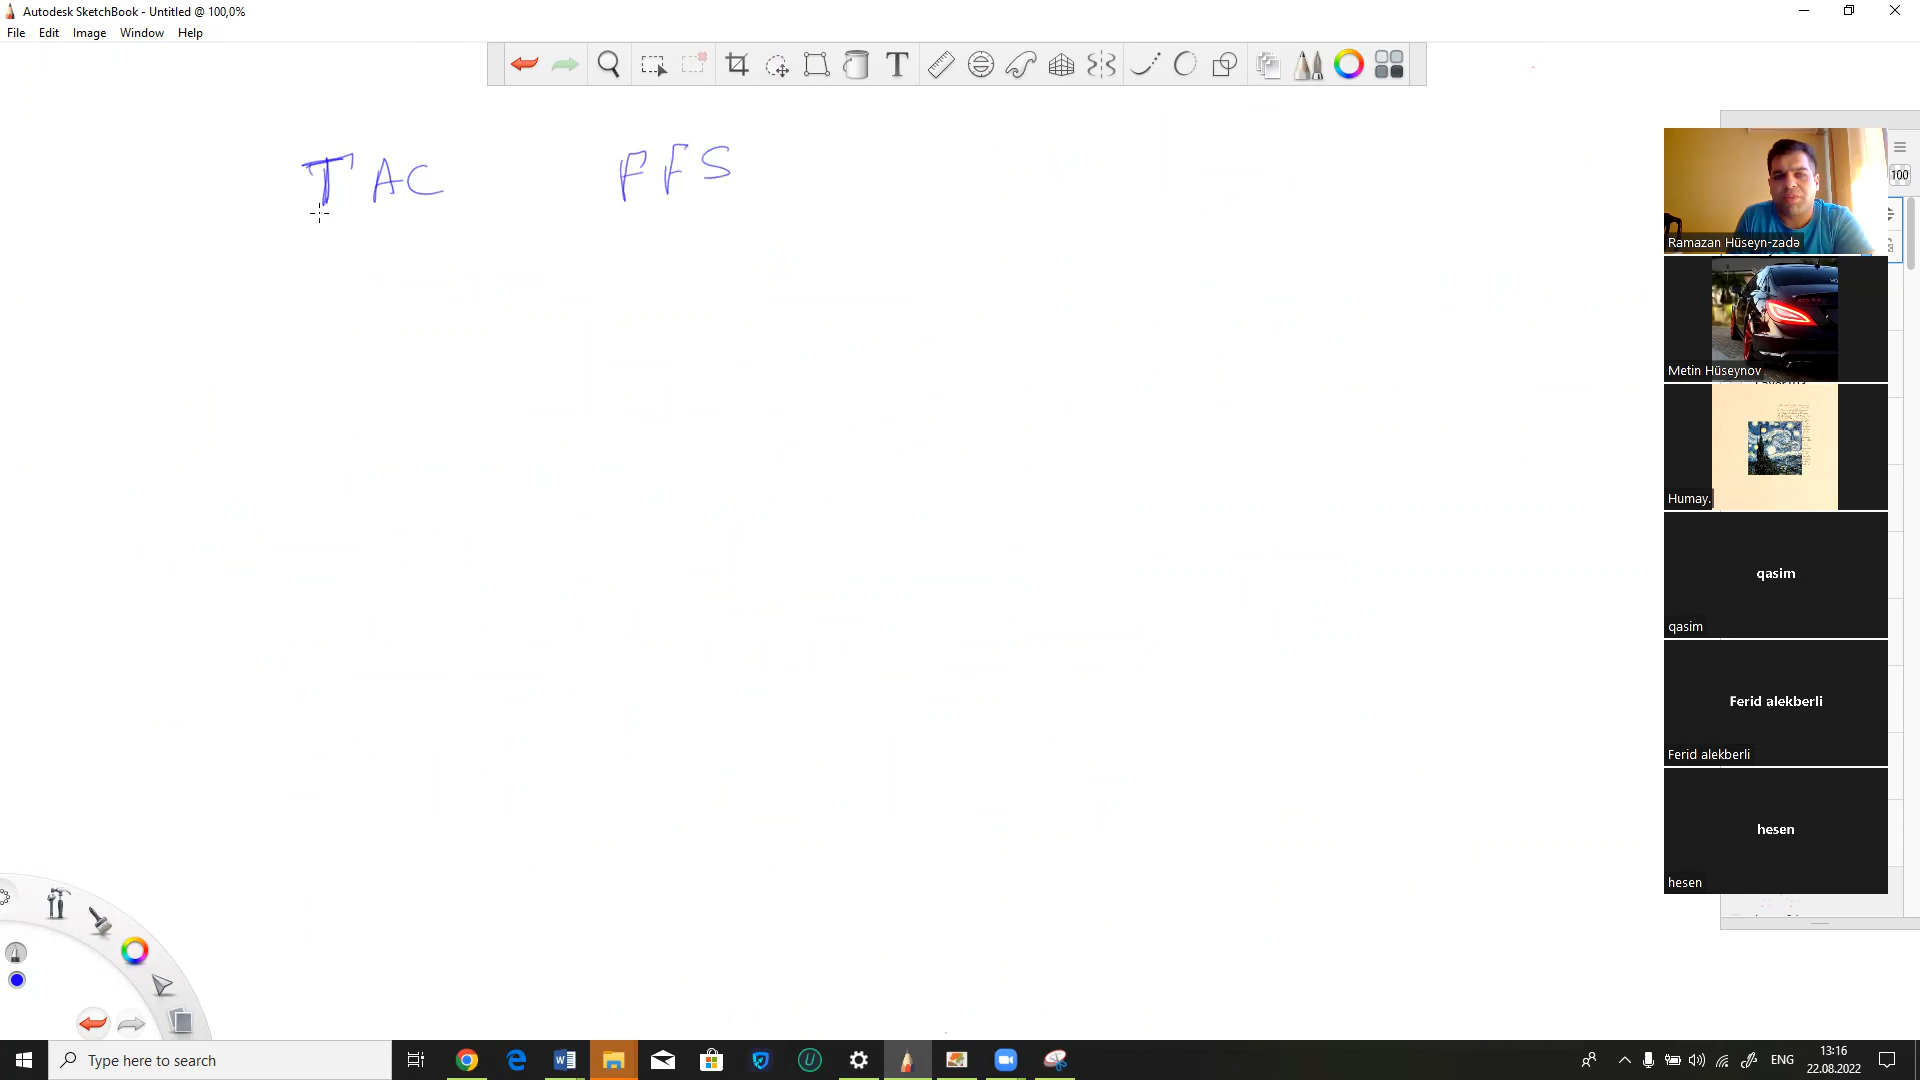 Autodesk SketchBook - Untitled @ 100,0%
File Edit Image Window Help
T
TAC FFS
100
Ramazan Hüseyn-zadə
Metin Hüseynov
Humay.
qasim
qasim
Ferid alekberli
Ferid alekberli
hesen
hesen
Type here to search
ENG
13:16
22.08.2022